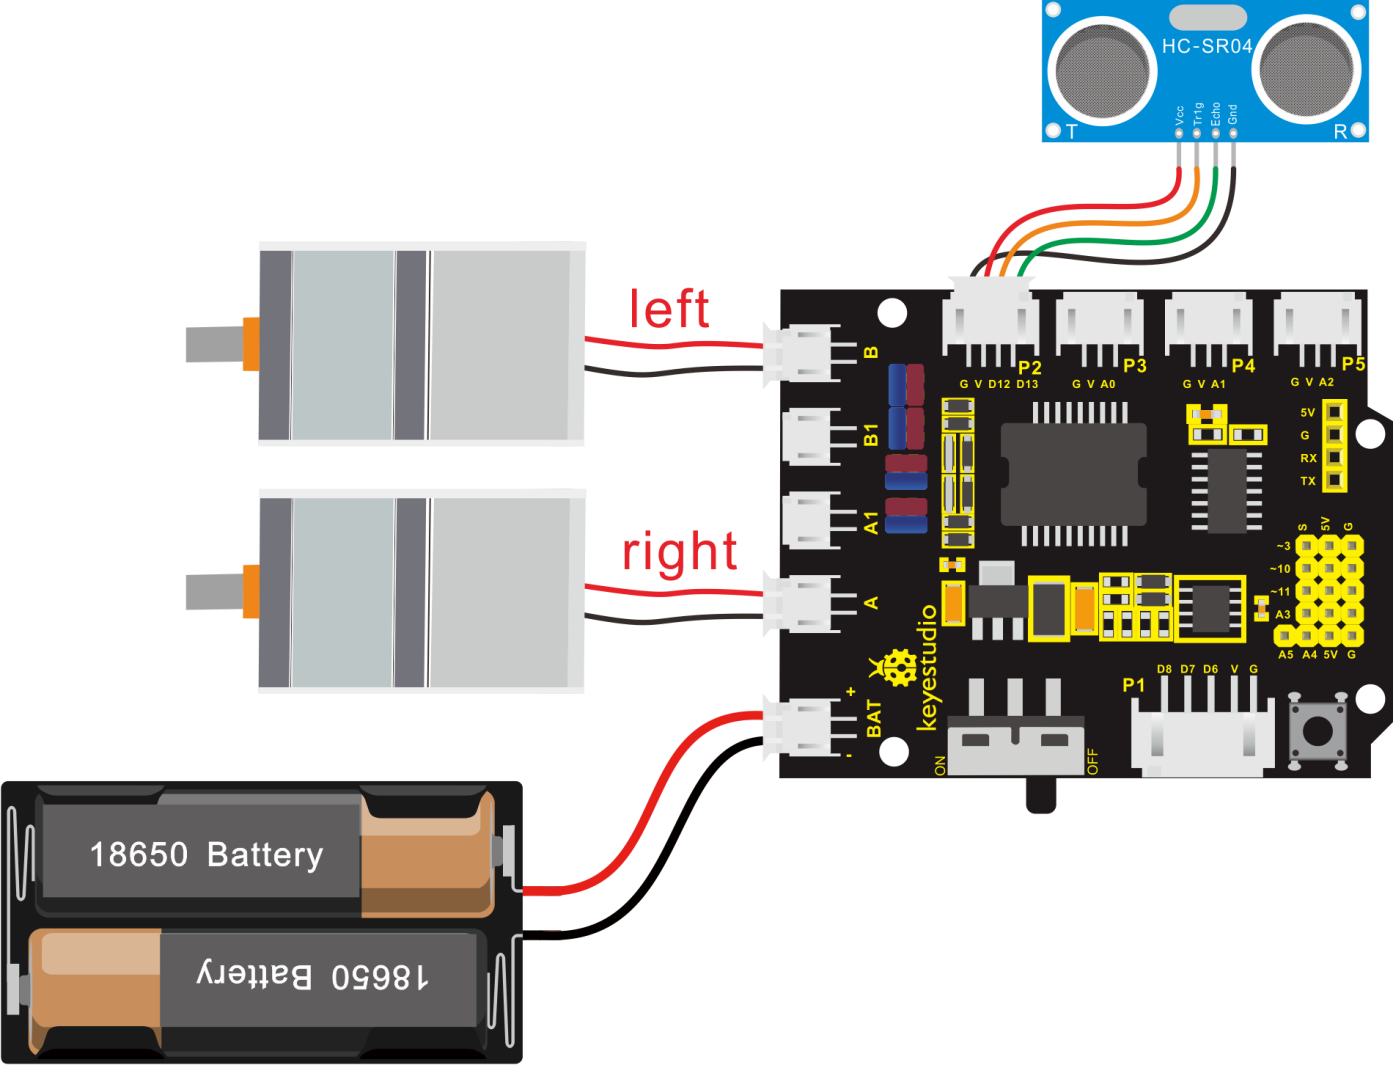 HC-SR04
Vcc
Tr1g
Echo
Gnd
T
R
left
right
B
B1
A1
A
+
BAT
-
P2
P3
P4
P5
G V D12 D13
G V A0
G V A1
G V A2
5V
G
RX
TX
S 5V G
~3
~10
~11
A3
A5 A4 5V G
keyestudio
P1
D8 D7 D6 V G
ON
OFF
18650 Battery
18650 Battery